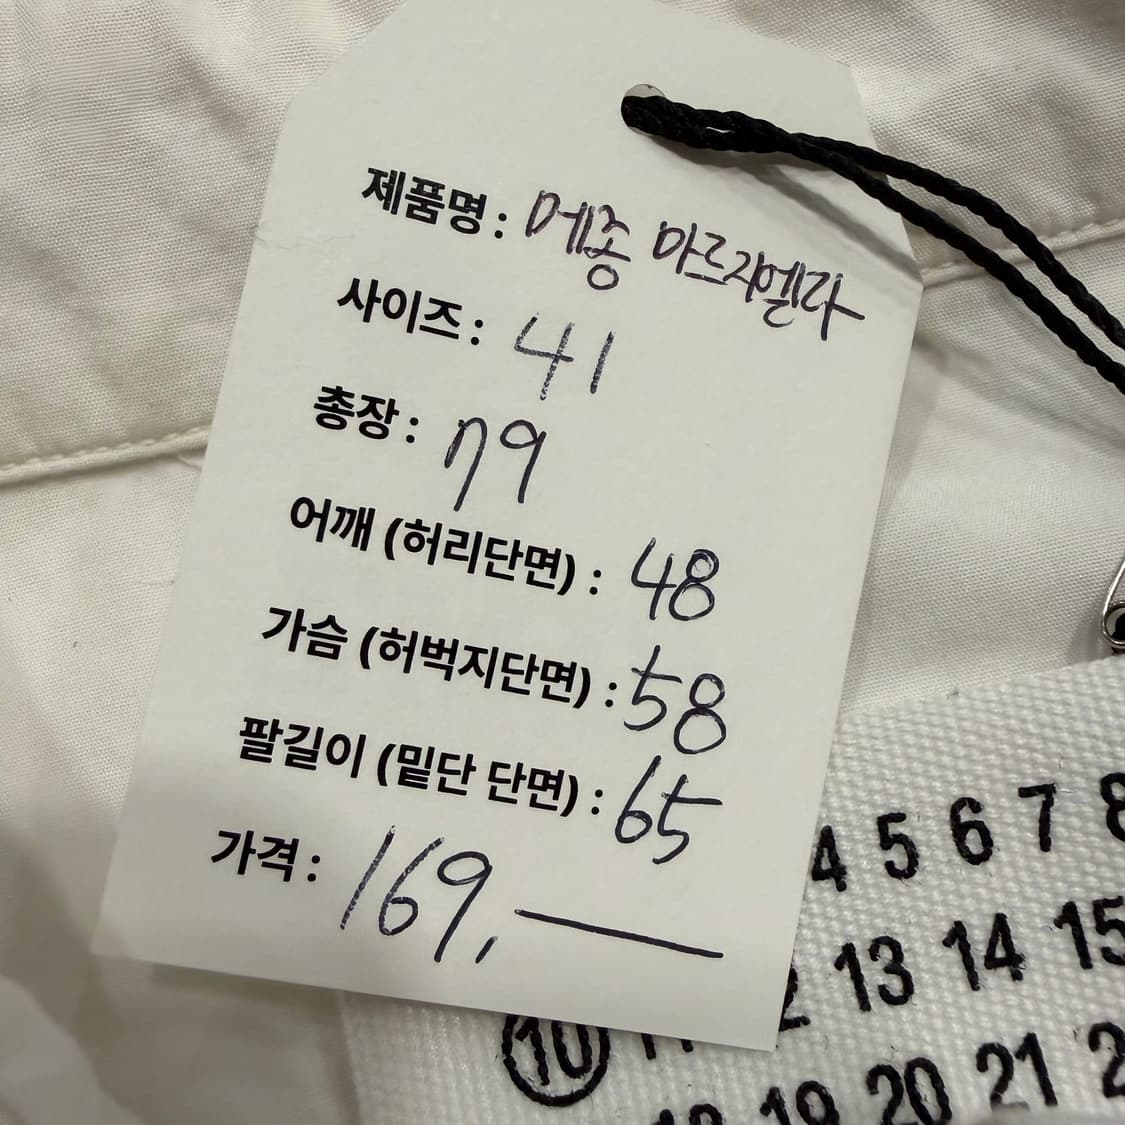 제품명 : 메종 마르지엘라
사이즈 : 41
총장 : 79
어깨 (허리단면) : 48
가슴 (허벅지단면) : 58
팔길이 (밑단 단면) : 65
가격 : 169,—
4 5 6 7 8
13 14 15
10 11
19 20 21